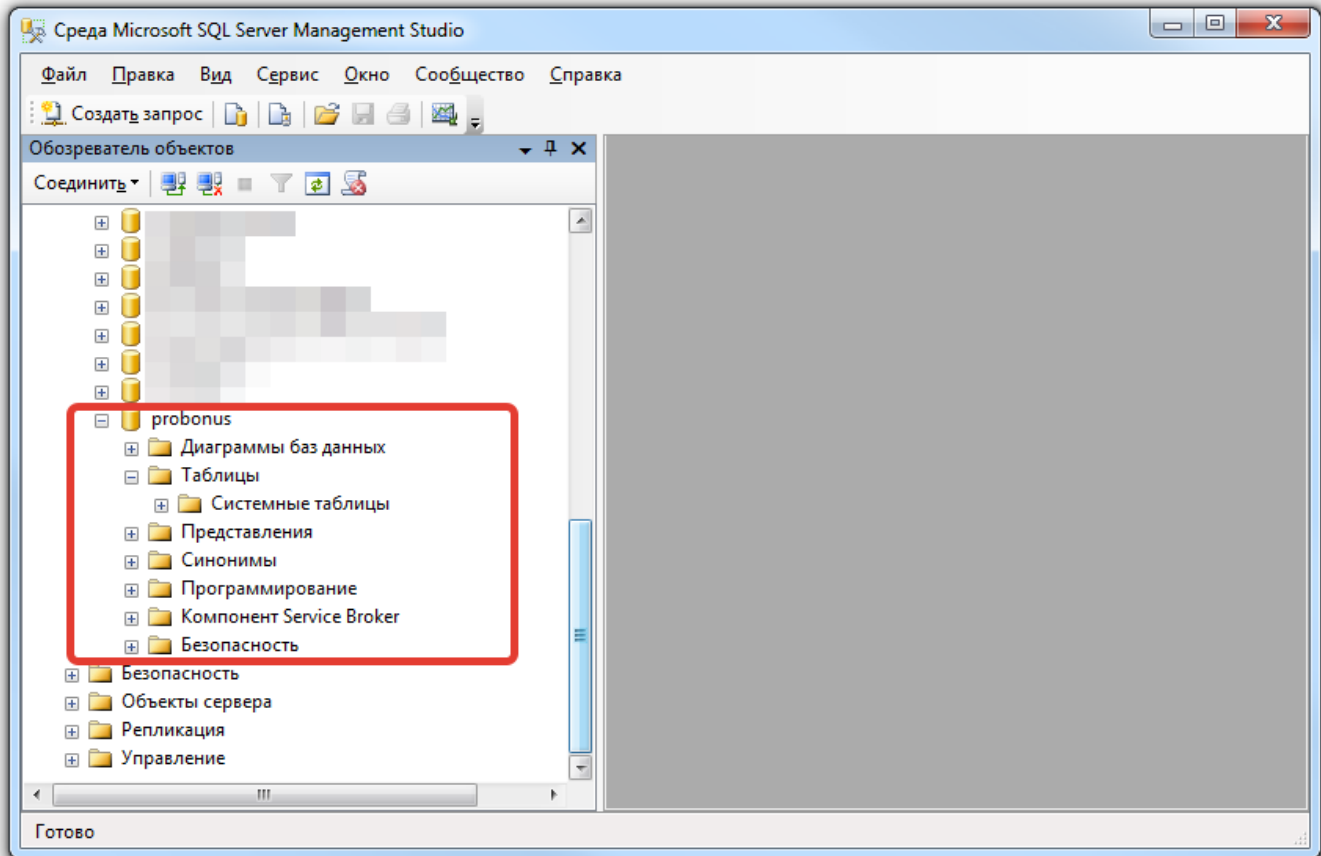 Среда Microsoft SQL Server Management Studio
Файл Правка Вид Сервис Окно Сообщество Справка
Создать запрос
Обозреватель объектов
Соединить
probonus
Диаграммы баз данных
Таблицы
Системные таблицы
Представления
Синонимы
Программирование
Компонент Service Broker
Безопасность
Безопасность
Объекты сервера
Репликация
Управление
Готово